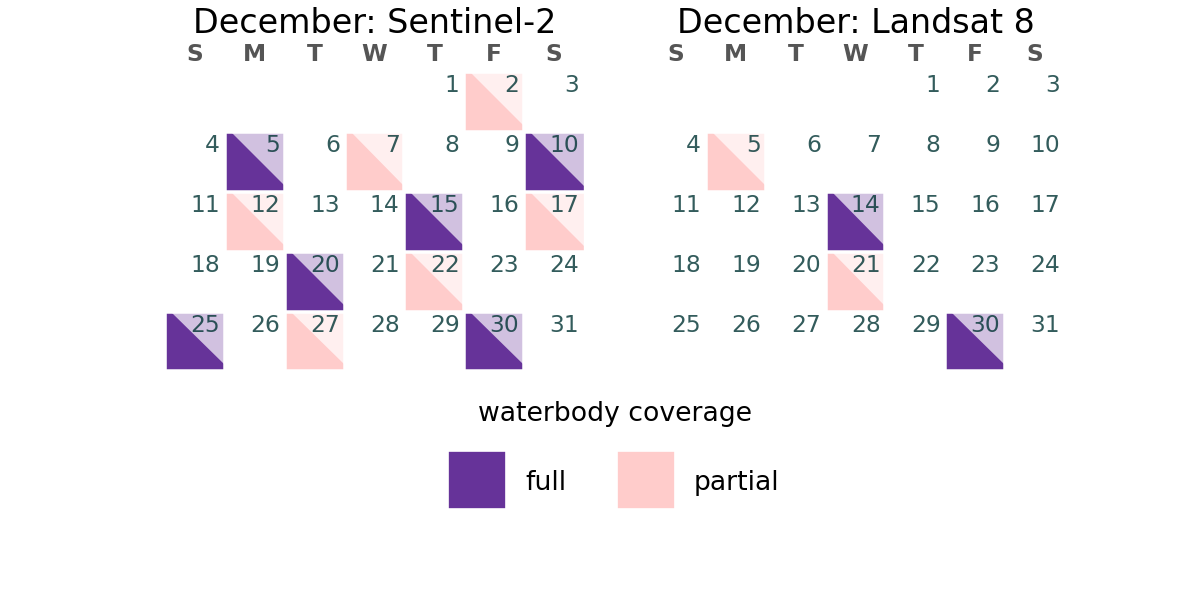 December: Sentinel-2
S M T W T F S
1 2 3
4 5 6 7 8 9 10
11 12 13 14 15 16 17
18 19 20 21 22 23 24
25 26 27 28 29 30 31
December: Landsat 8
S M T W T F S
1 2 3
4 5 6 7 8 9 10
11 12 13 14 15 16 17
18 19 20 21 22 23 24
25 26 27 28 29 30 31
waterbody coverage
full partial